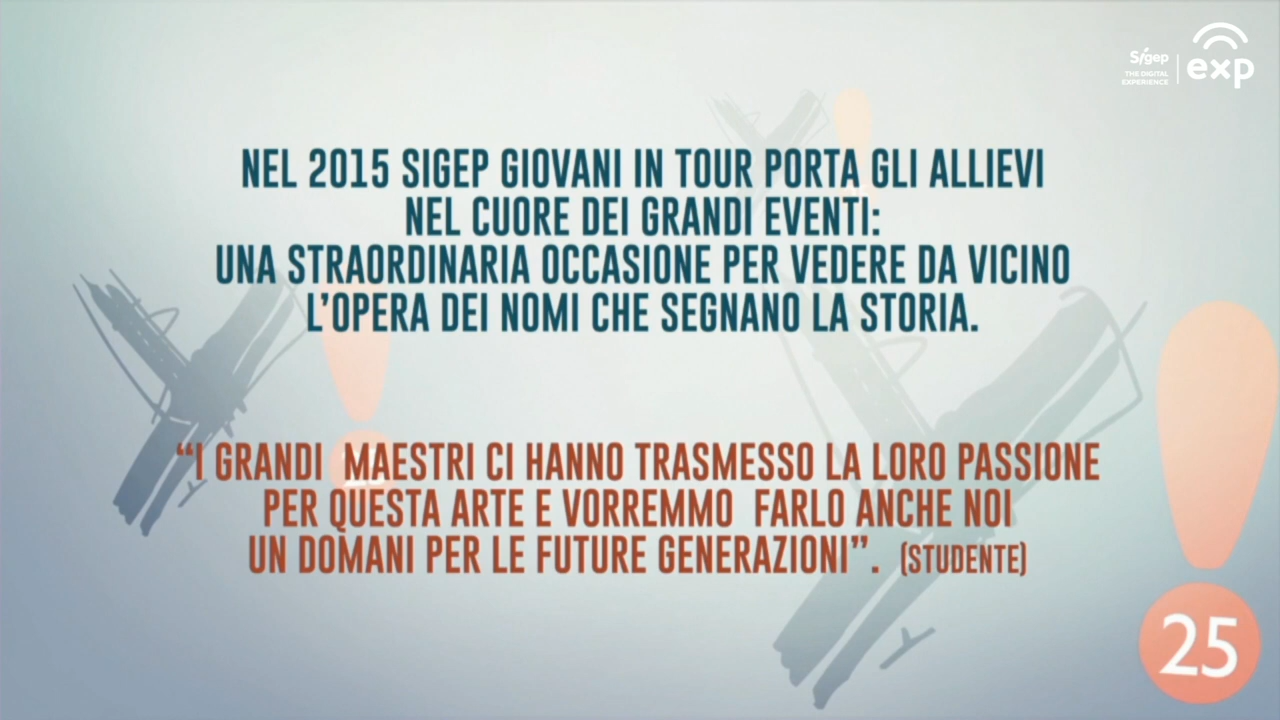 Sigep
THE DIGITAL
EXPERIENCE
exp
NEL 2015 SIGEP GIOVANI IN TOUR PORTA GLI ALLIEVI
NEL CUORE DEI GRANDI EVENTI:
UNA STRAORDINARIA OCCASIONE PER VEDERE DA VICINO
L’OPERA DEI NOMI CHE SEGNANO LA STORIA.
“I GRANDI MAESTRI CI HANNO TRASMESSO LA LORO PASSIONE
PER QUESTA ARTE E VORREMMO FARLO ANCHE NOI
UN DOMANI PER LE FUTURE GENERAZIONI”. (STUDENTE)
25